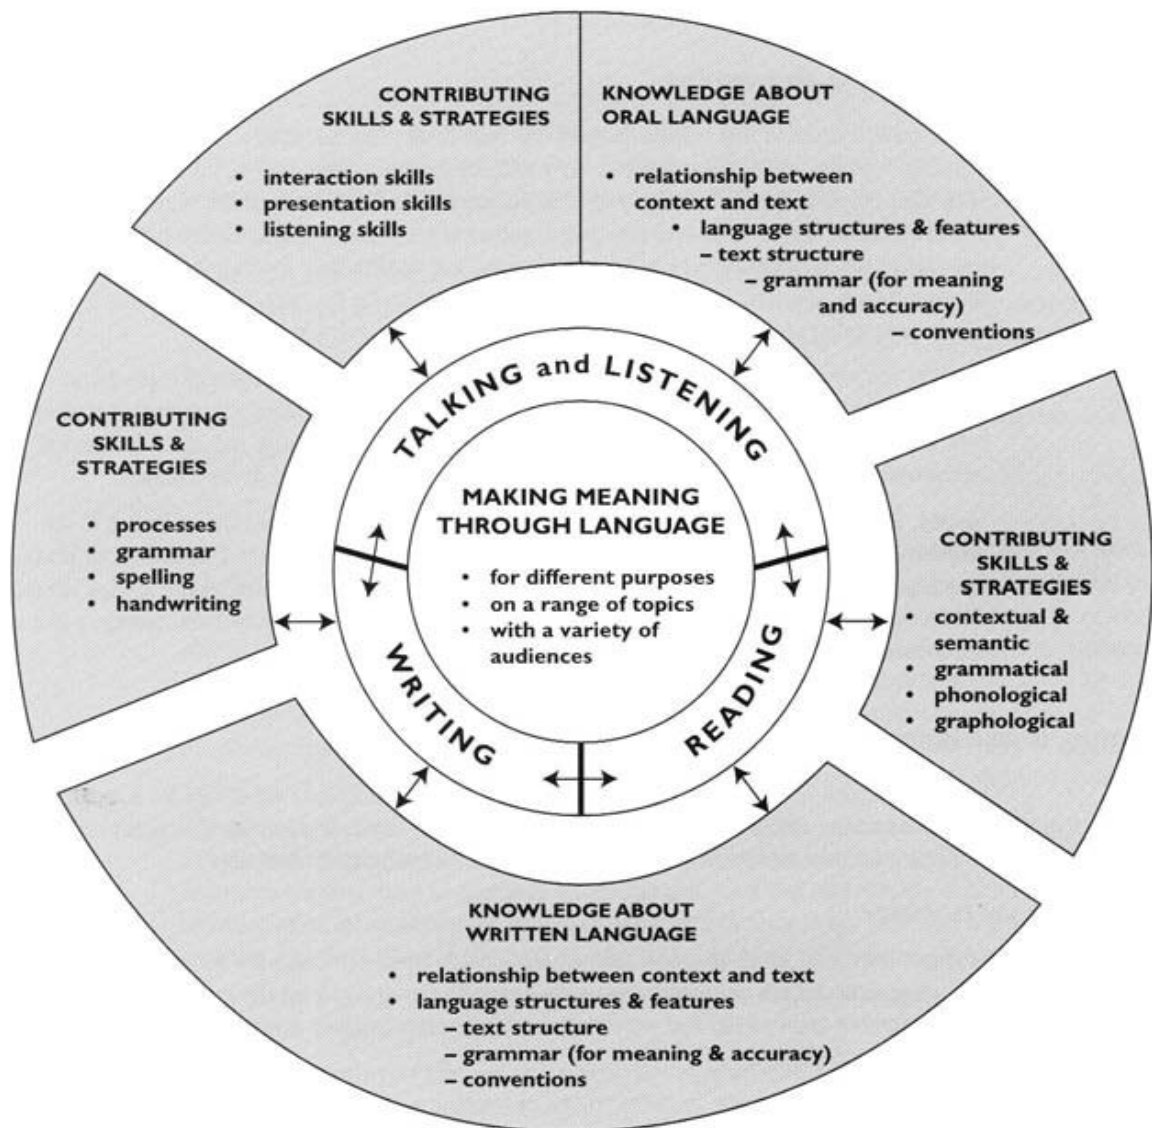 CONTRIBUTING
SKILLS & STRATEGIES
• interaction skills
• presentation skills
• listening skills
KNOWLEDGE ABOUT
ORAL LANGUAGE
• relationship between
context and text
• language structures & features
– text structure
– grammar (for meaning
and accuracy)
– conventions
CONTRIBUTING
SKILLS &
STRATEGIES
• processes
• grammar
• spelling
• handwriting
TALKING and LISTENING
MAKING MEANING
THROUGH LANGUAGE
• for different purposes
• on a range of topics
• with a variety of
audiences
WRITING
READING
CONTRIBUTING
SKILLS &
STRATEGIES
• contextual &
semantic
• grammatical
• phonological
• graphological
KNOWLEDGE ABOUT
WRITTEN LANGUAGE
• relationship between context and text
• language structures & features
– text structure
– grammar (for meaning & accuracy)
– conventions